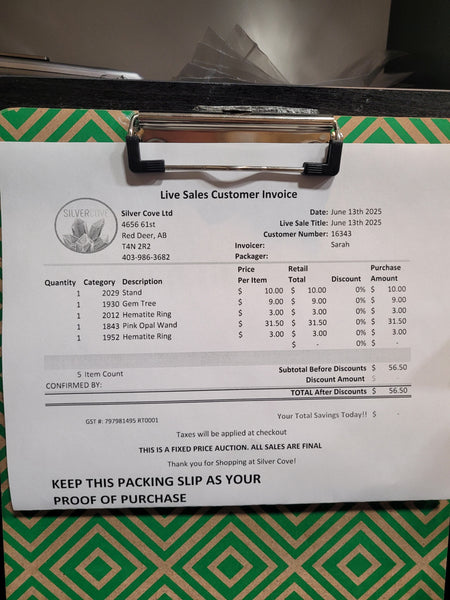 Live Sales Customer Invoice
SILVERCOVE
Silver Cove Ltd
4656 61st
Red Deer, AB
T4N 2R2
403-986-3682
Date: June 13th 2025
Live Sale Title: June 13th 2025
Customer Number: 16343
Invoicer: Sarah
Packager:
Price Retail Purchase
Quantity Category Description Per Item Total Discount Amount
1 2029 Stand $ 10.00 $ 10.00 0% $ 10.00
1 1930 Gem Tree $ 9.00 $ 9.00 0% $ 9.00
1 2012 Hematite Ring $ 3.00 $ 3.00 0% $ 3.00
1 1843 Pink Opal Wand $ 31.50 $ 31.50 0% $ 31.50
1 1952 Hematite Ring $ 3.00 $ 3.00 0% $ 3.00
$ - 0% $ -
5 Item Count Subtotal Before Discounts $ 56.50
CONFIRMED BY: Discount Amount $
TOTAL After Discounts $ 56.50
GST #: 797981495 RT0001 Your Total Savings Today!! $ -
Taxes will be applied at checkout
THIS IS A FIXED PRICE AUCTION. ALL SALES ARE FINAL
Thank you for Shopping at Silver Cove!
KEEP THIS PACKING SLIP AS YOUR
PROOF OF PURCHASE